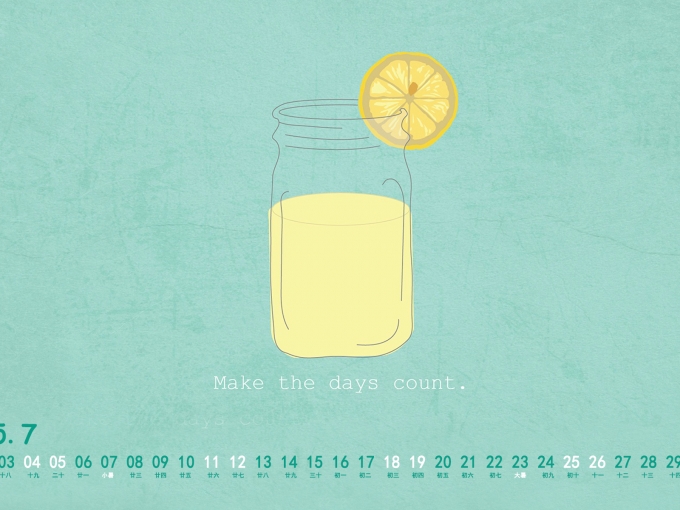 Make the days count.
5.7
03 04 05 06 07 08 09 10 11 12 13 14 15 16 17 18 19 20 21 22 23 24 25 26 27 28 29
十八 十九 二十 廿一 小暑 廿三 廿四 廿五 廿六 廿七 廿八 廿九 三十 初一 初二 初三 初四 初五 初六 初七 大暑 初九 初十 十一 十二 十三 十四